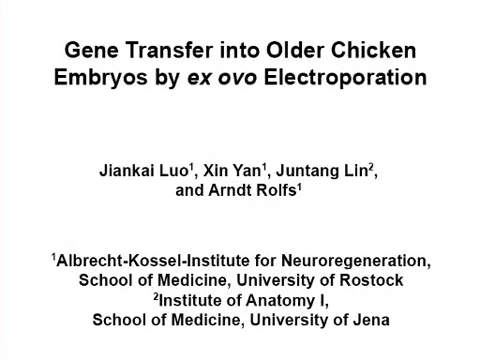 Gene Transfer into Older Chicken
Embryos by ex ovo Electroporation
Jiankai Luo¹, Xin Yan¹, Juntang Lin²,
and Arndt Rolfs¹
¹Albrecht-Kossel-Institute for Neuroregeneration,
School of Medicine, University of Rostock
²Institute of Anatomy I,
School of Medicine, University of Jena